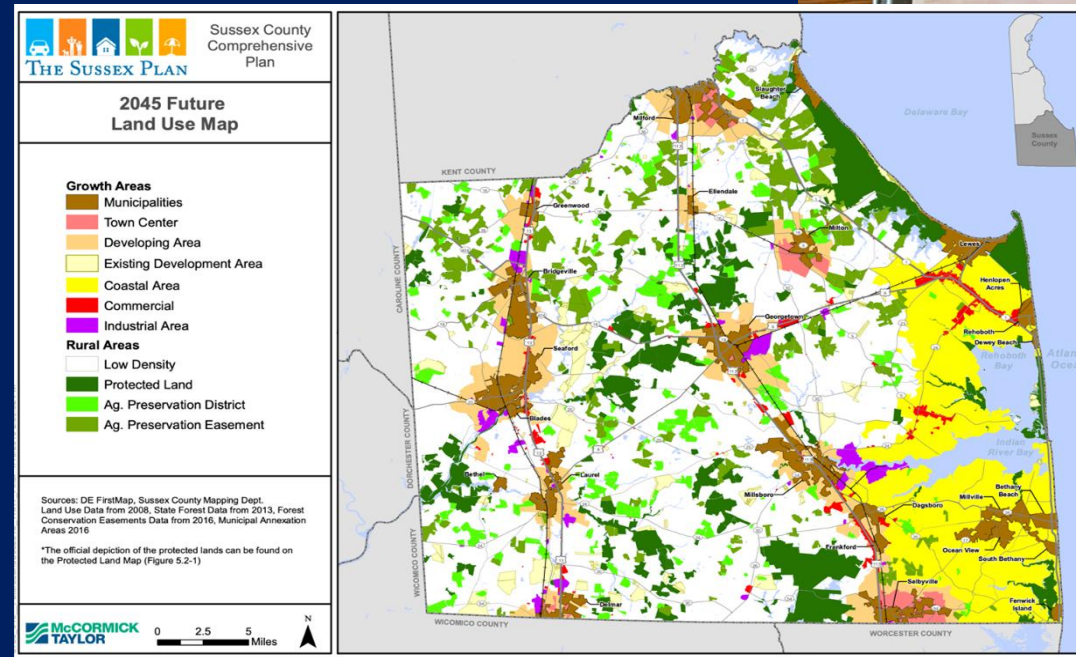 THE SUSSEX PLAN
Sussex County
Comprehensive
Plan
2045 Future
Land Use Map
Growth Areas
Municipalities
Town Center
Developing Area
Existing Development Area
Coastal Area
Commercial
Industrial Area
Rural Areas
Low Density
Protected Land
Ag. Preservation District
Ag. Preservation Easement
Sources: DE FirstMap, Sussex County Mapping Dept.
Land Use Data from 2008, State Forest Data from 2013, Forest
Conservation Easements Data from 2016, Municipal Annexation
Areas 2016
*The official depiction of the protected lands can be found on
the Protected Land Map (Figure 5.2-1)
McCORMICK
TAYLOR
0 2.5 5
Miles
N
Slaughter
Beach
Milford
Delaware Bay
Sussex
County
KENT COUNTY
Ellendale
Greenwood
Milton
Lewes
CAROLINE COUNTY
Bridgeville
Henlopen
Acres
Georgetown
Rehoboth
Dewey Beach
Seaford
Rehoboth
Bay
Atlan
Ocea
Blades
DORCHESTER COUNTY
Indian
River Bay
Bethel
Laurel
Bethany
Beach
Millville
Millsboro
Dagsboro
Ocean View
South Bethany
Frankford
WICOMICO COUNTY
Selbyville
Fenwick
Island
Delmar
WICOMICO COUNTY
WORCESTER COUNTY